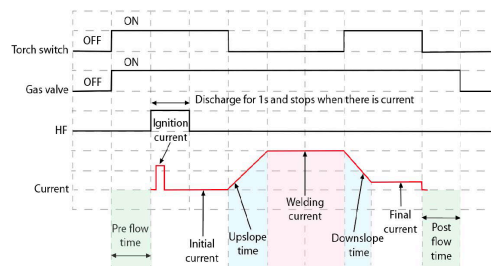 ON
Torch switch
OFF
ON
Gas valve
OFF
Discharge for 1s and stops when there is current
HF
Ignition
current
Current
Pre flow
time
Initial
current
Upslope
time
Welding
current
Downslope
time
Final
current
Post
flow
time